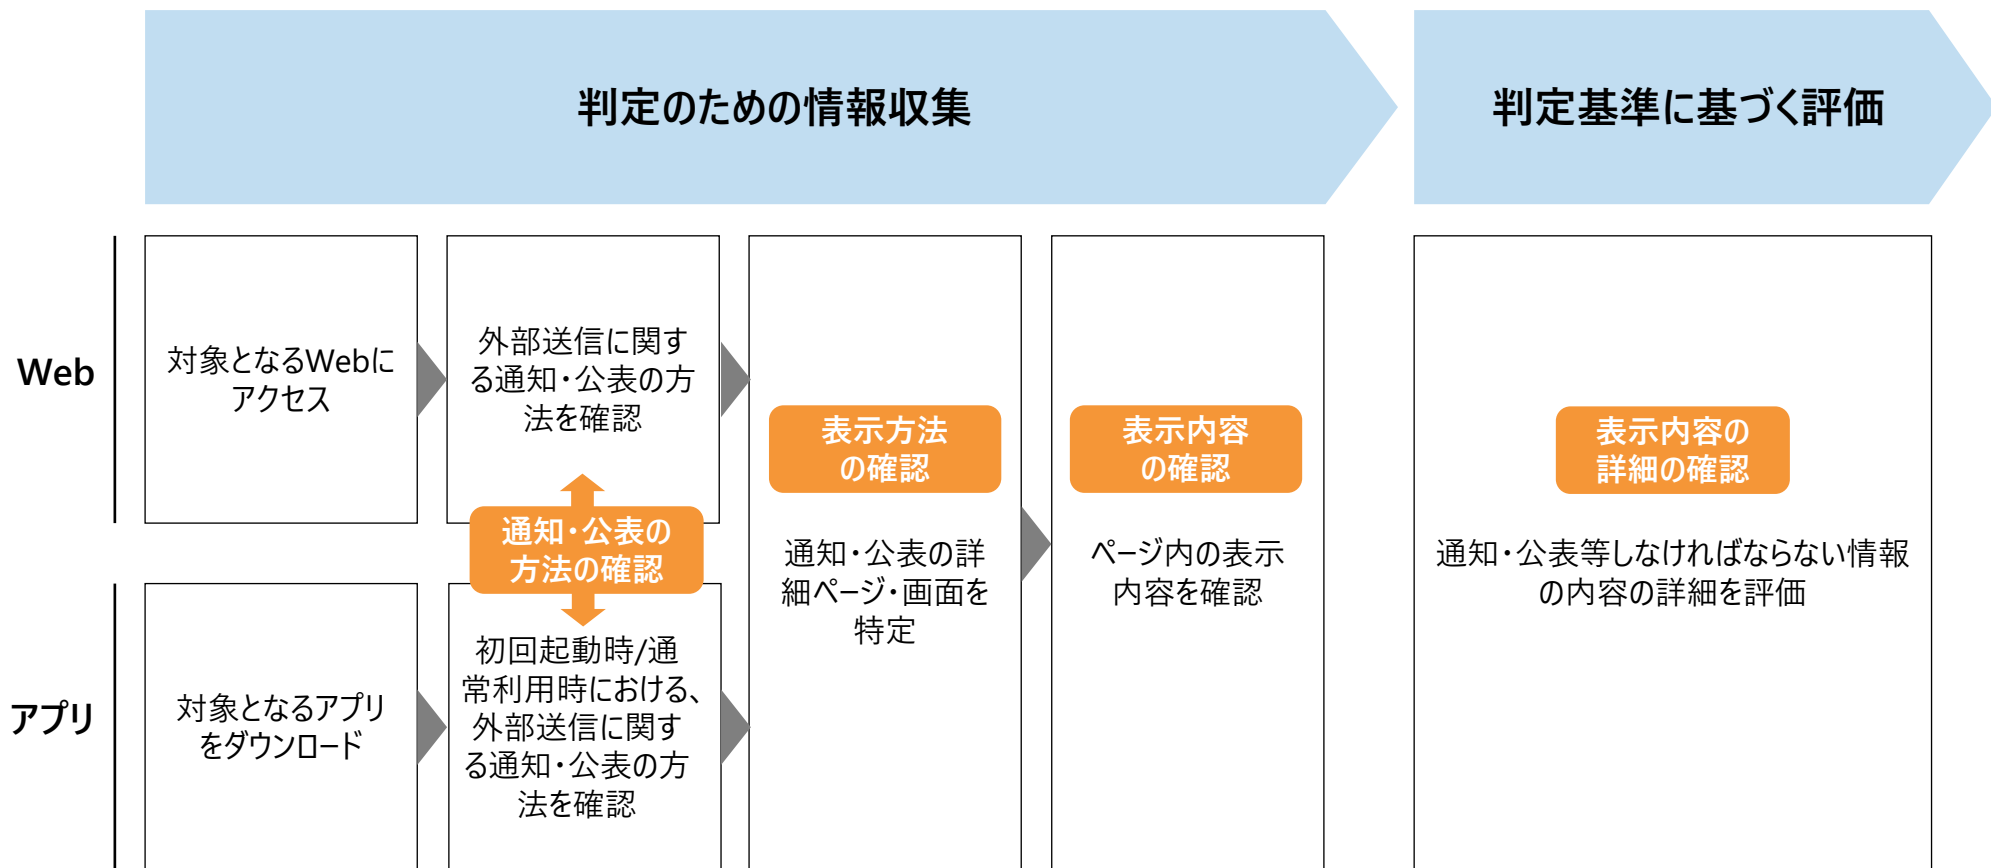 判定のための情報収集
判定基準に基づく評価
Web
対象となるWebに
アクセス
外部送信に関す
る通知・公表の方
法を確認
通知・公表の
方法の確認
アプリ
対象となるアプリ
をダウンロード
初回起動時/通
常利用時における、
外部送信に関す
る通知・公表の方
法を確認
表示方法
の確認
通知・公表の詳
細ページ・画面を
特定
表示内容
の確認
ページ内の表示
内容を確認
表示内容の
詳細の確認
通知・公表等しなければならない情報
の内容の詳細を評価